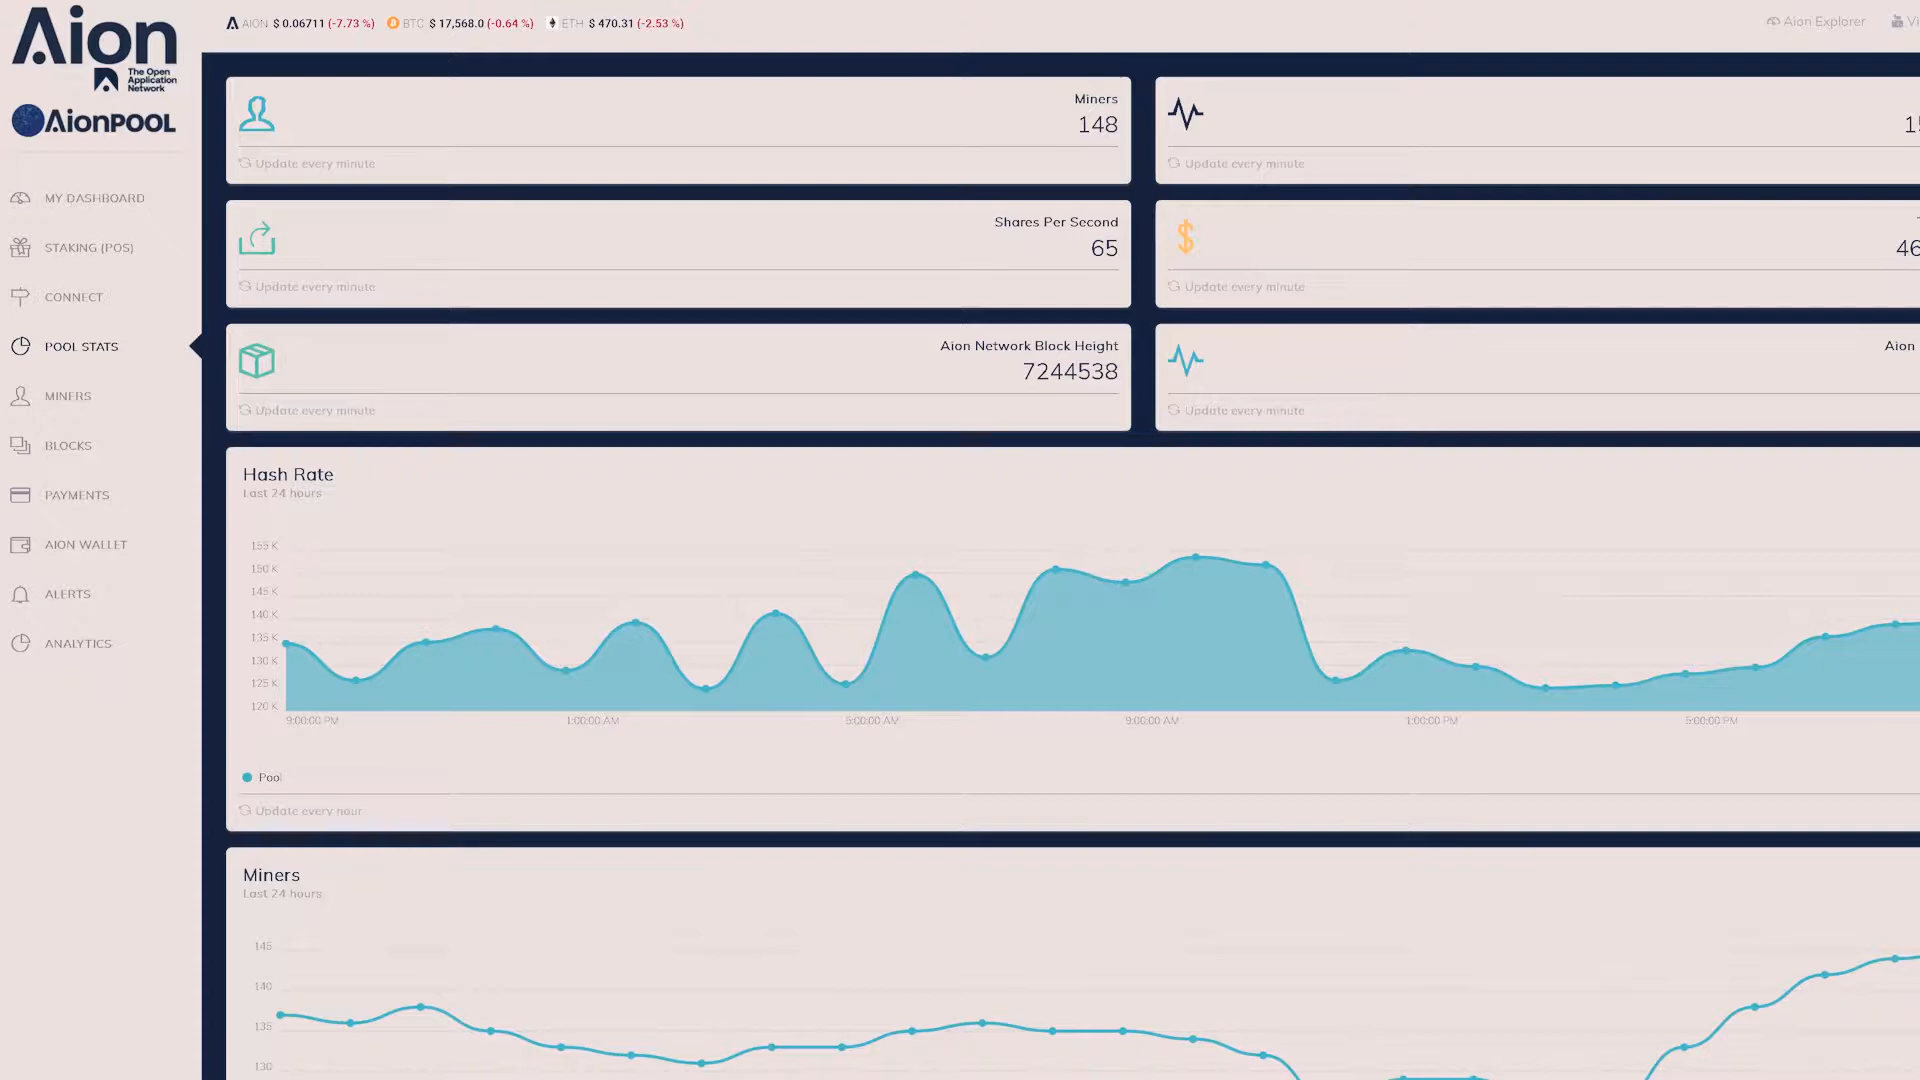 Aion
The Open
Application
Network
AionPOOL
AION $ 0.06711 (-7.73 %) BTC $ 17,568.0 (-0.64 %) ETH $ 470.31 (-2.53 %)
Aion Explorer
MY DASHBOARD
STAKING (POS)
CONNECT
POOL STATS
MINERS
BLOCKS
PAYMENTS
AION WALLET
ALERTS
ANALYTICS
Miners
148
Update every minute
Update every minute
Shares Per Second
65
Update every minute
46
Update every minute
Aion Network Block Height
7244538
Update every minute
Aion
Update every minute
Hash Rate
Last 24 hours
155 K
150 K
145 K
140 K
135 K
130 K
125 K
120 K
9:00:00 PM 1:00:00 AM 5:00:00 AM 9:00:00 AM 1:00:00 PM 5:00:00 PM
Pool
Update every hour
Miners
Last 24 hours
145
140
135
130